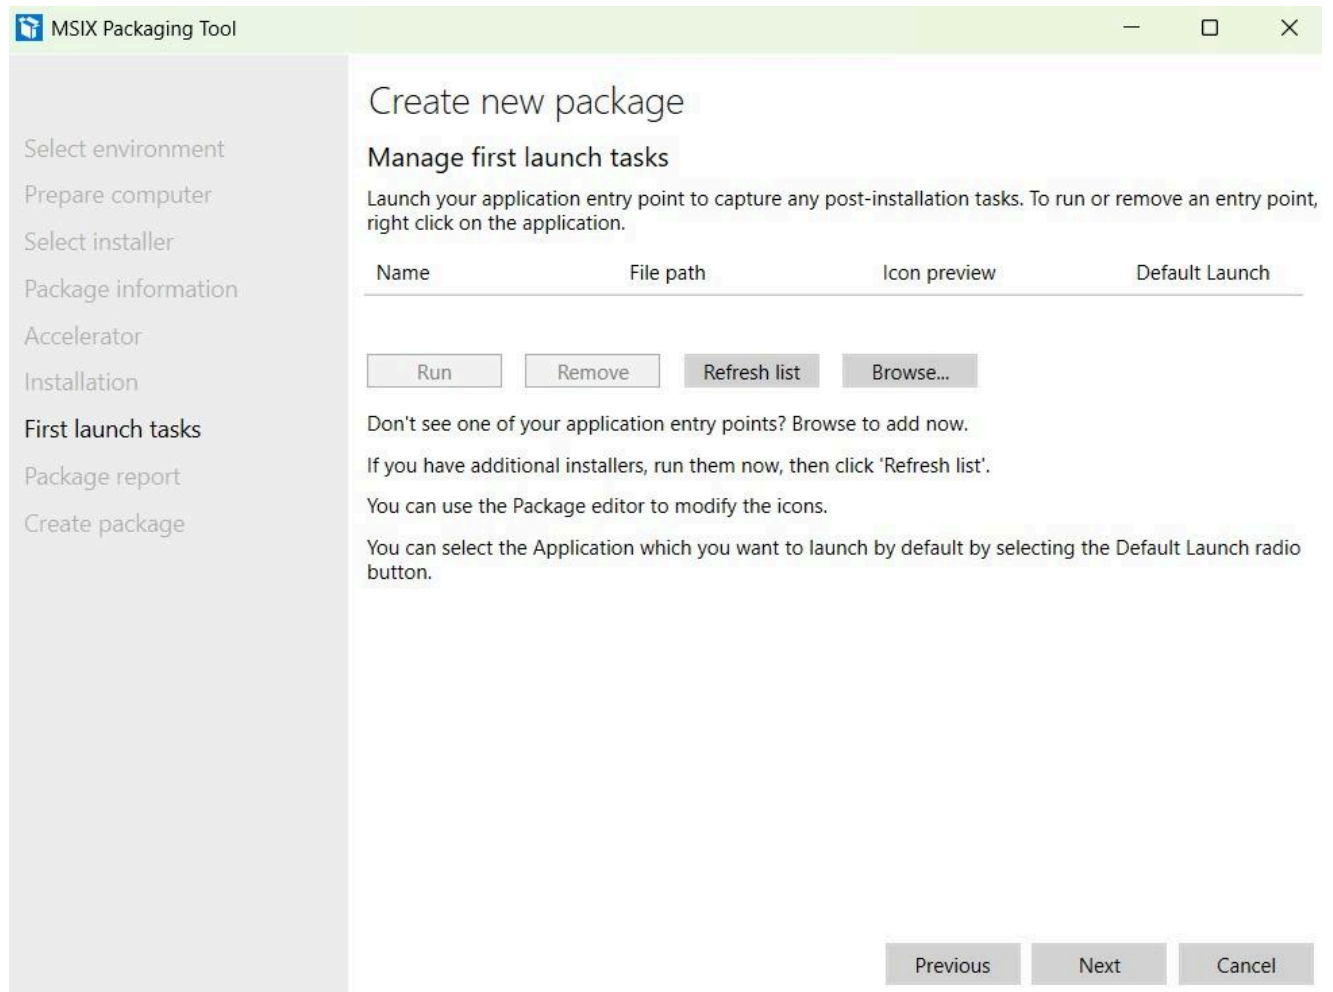 MSIX Packaging Tool
Select environment
Prepare computer
Select installer
Package information
Accelerator
Installation
First launch tasks
Package report
Create package
Create new package
Manage first launch tasks
Launch your application entry point to capture any post-installation tasks. To run or remove an entry point,
right click on the application.
Name File path Icon preview Default Launch
Run Remove Refresh list Browse...
Don't see one of your application entry points? Browse to add now.
If you have additional installers, run them now, then click 'Refresh list'.
You can use the Package editor to modify the icons.
You can select the Application which you want to launch by default by selecting the Default Launch radio
button.
Previous Next Cancel